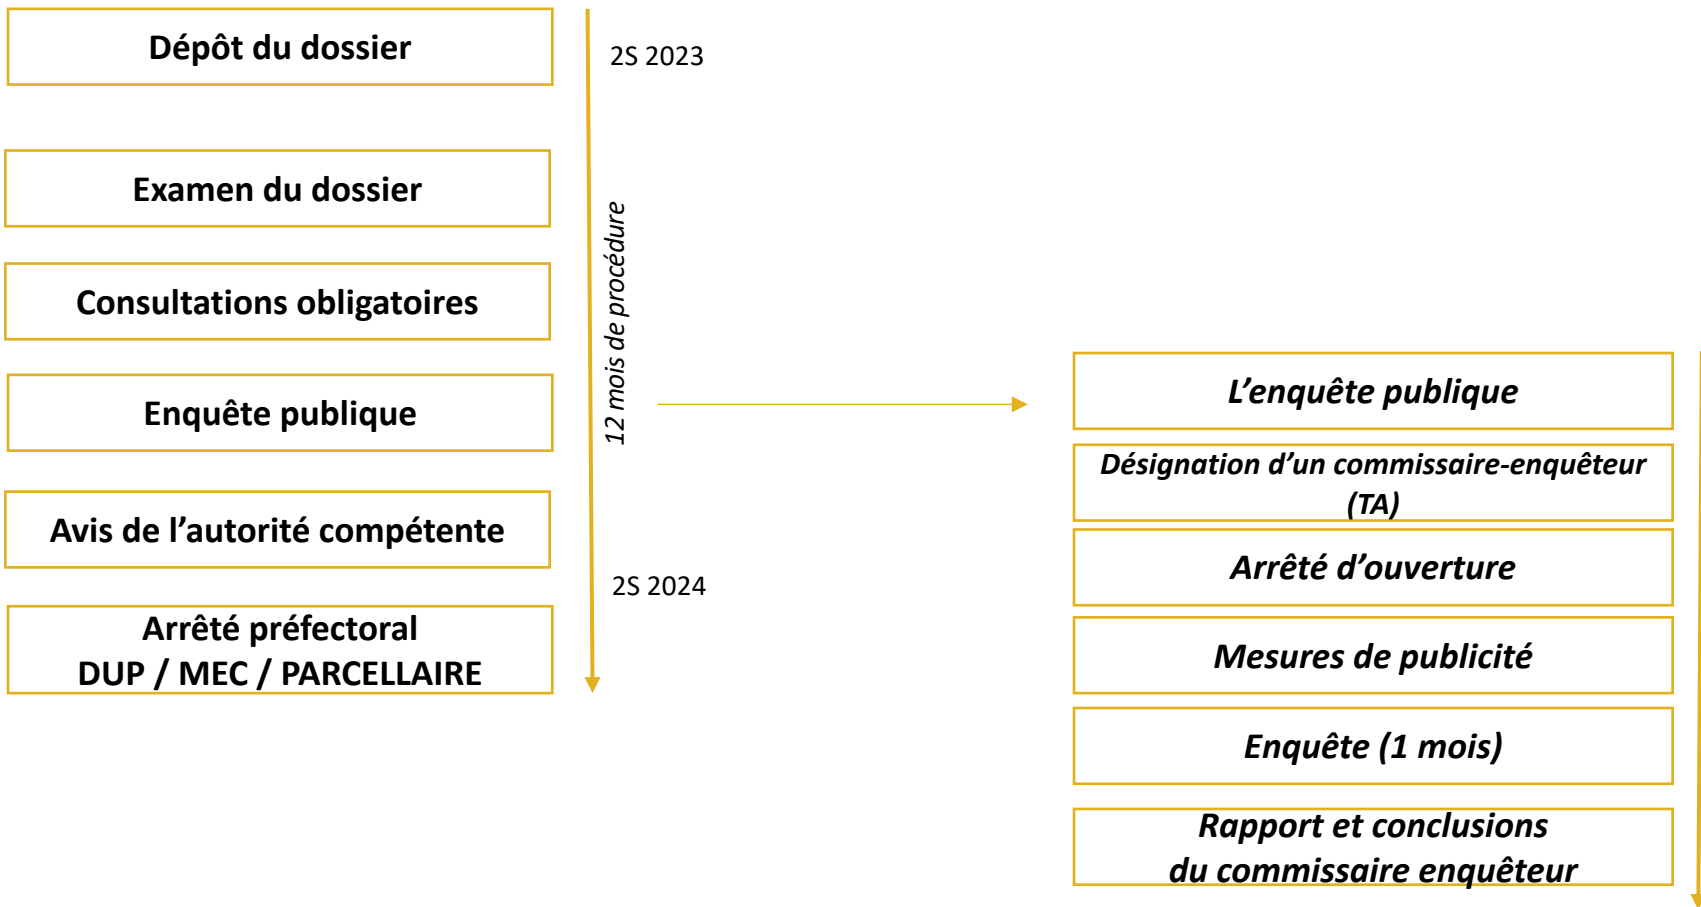 Dépôt du dossier
2S 2023
Examen du dossier
12 mois de procédure
Consultations obligatoires
Enquête publique
Avis de l’autorité compétente
2S 2024
Arrêté préfectoral
DUP / MEC / PARCELLAIRE
L’enquête publique
Désignation d’un commissaire-enquêteur
(TA)
Arrêté d’ouverture
Mesures de publicité
Enquête (1 mois)
Rapport et conclusions
du commissaire enquêteur